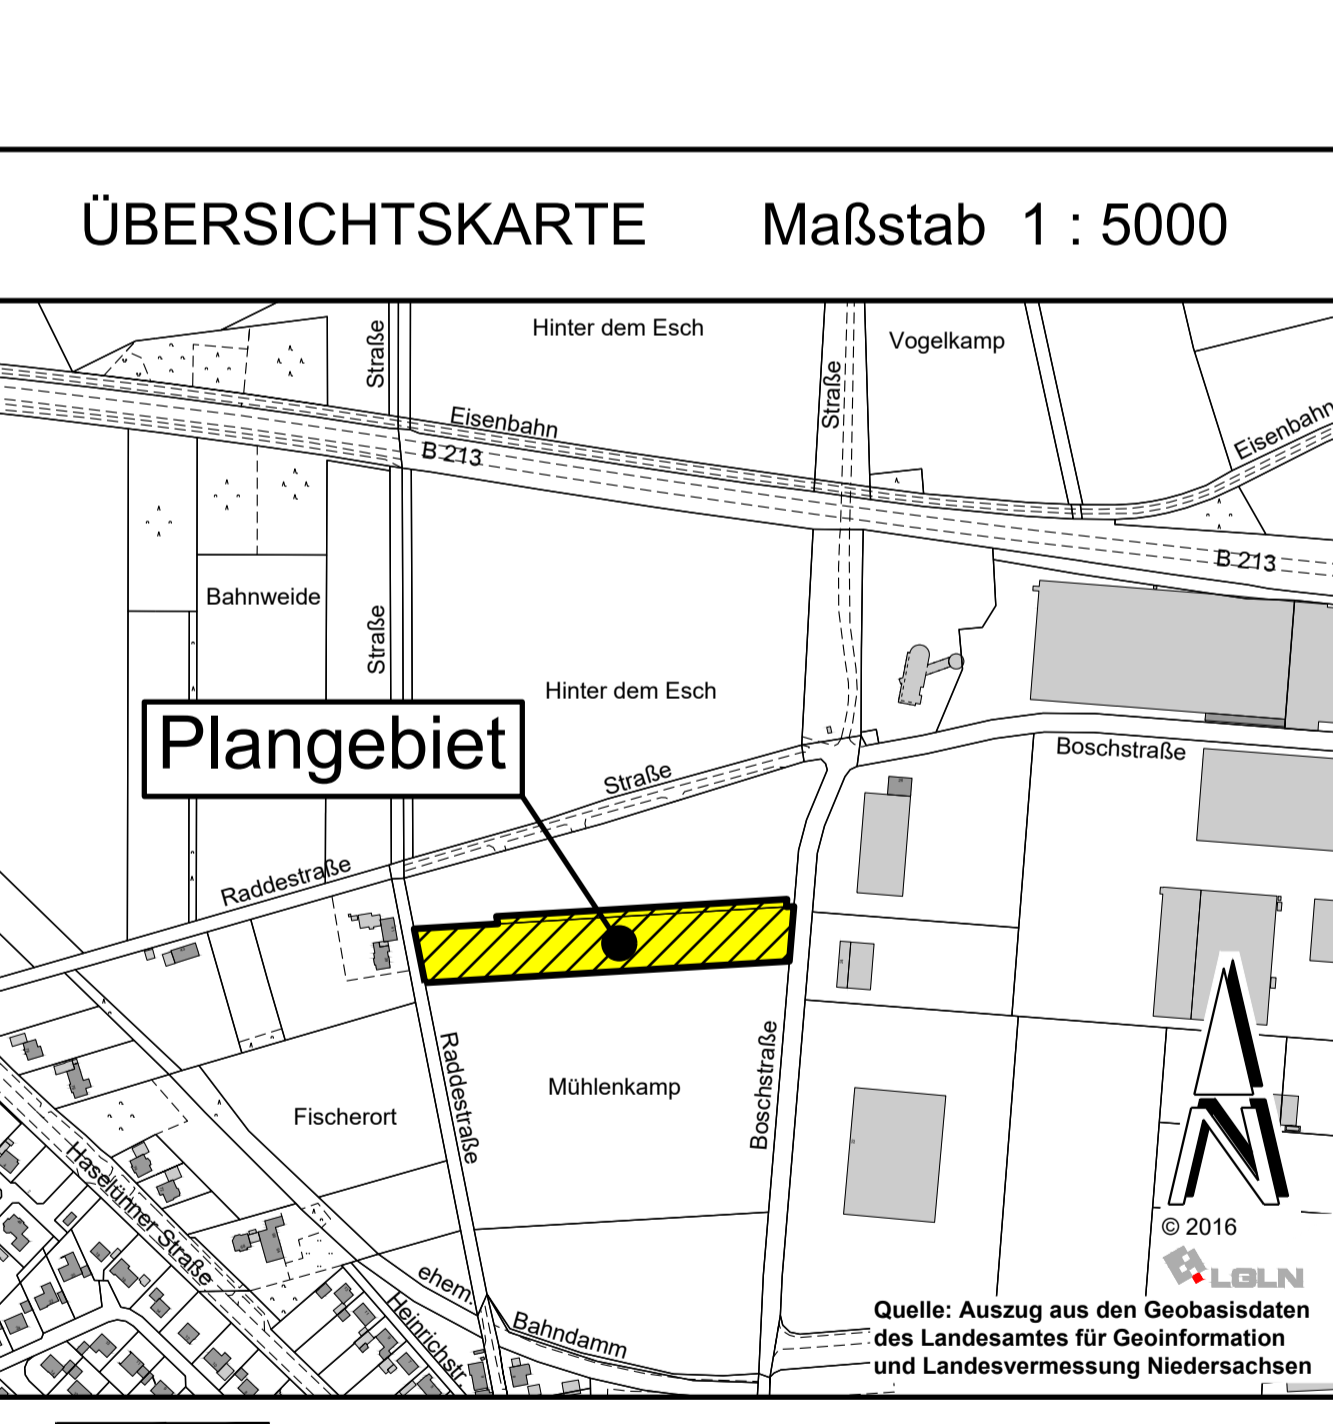 ÜBERSICHTSKARTE Maßstab 1 : 5000
Straße
Hinter dem Esch
Straße
Vogelkamp
Eisenbahn
Eisenbahn
B 213
B 213
Bahnweide
Straße
Hinter dem Esch
Plangebiet
Boschstraße
Straße
Raddestraße
Raddestraße
Mühlenkamp
Boschstraße
Fischerort
Haselünner Straße
ehem.
Bahndamm
Heinrichstr.
N
© 2016
LGLN
Quelle: Auszug aus den Geobasisdaten
des Landesamtes für Geoinformation
und Landesvermessung Niedersachsen